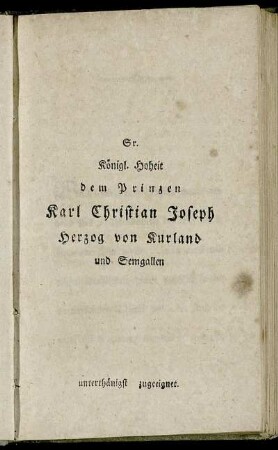 Sr.
Königl. Hoheit
dem Prinzen
Karl Christian Joseph
Herzog von Kurland
und Semgallen
unterthänigst zugeeignet.